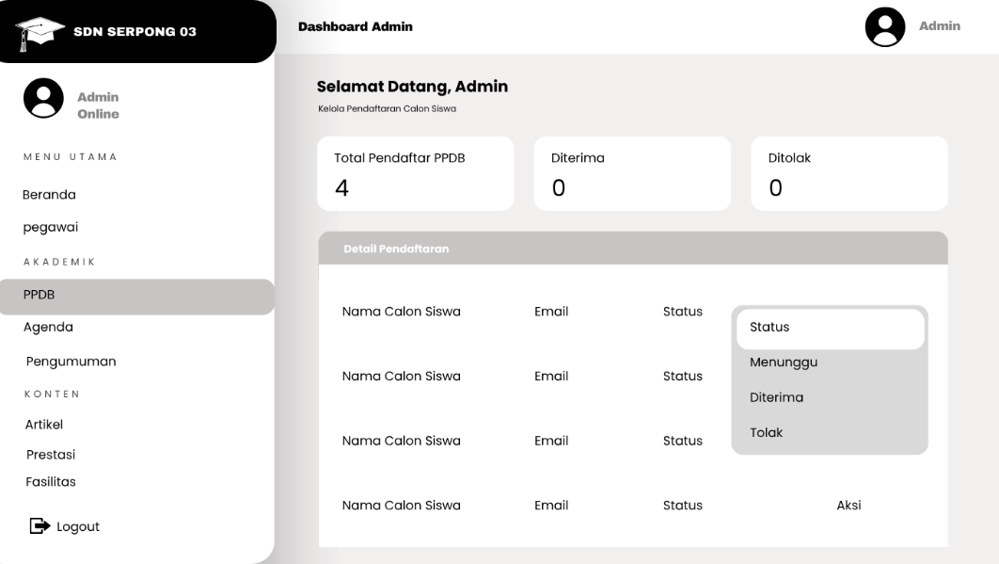 SDN SERPONG 03
Admin
Online
MENU UTAMA
Beranda
pegawai
AKADEMIK
PPDB
Agenda
Pengumuman
KONTEN
Artikel
Prestasi
Fasilitas
Logout
Dashboard Admin
Admin
Selamat Datang, Admin
Kelola Pendaftaran Calon Siswa
Total Pendaftar PPDB
4
Diterima
0
Ditolak
0
Detail Pendaftaran
Nama Calon Siswa Email Status
Nama Calon Siswa Email Status
Nama Calon Siswa Email Status
Nama Calon Siswa Email Status Aksi
Status
Menunggu
Diterima
Tolak